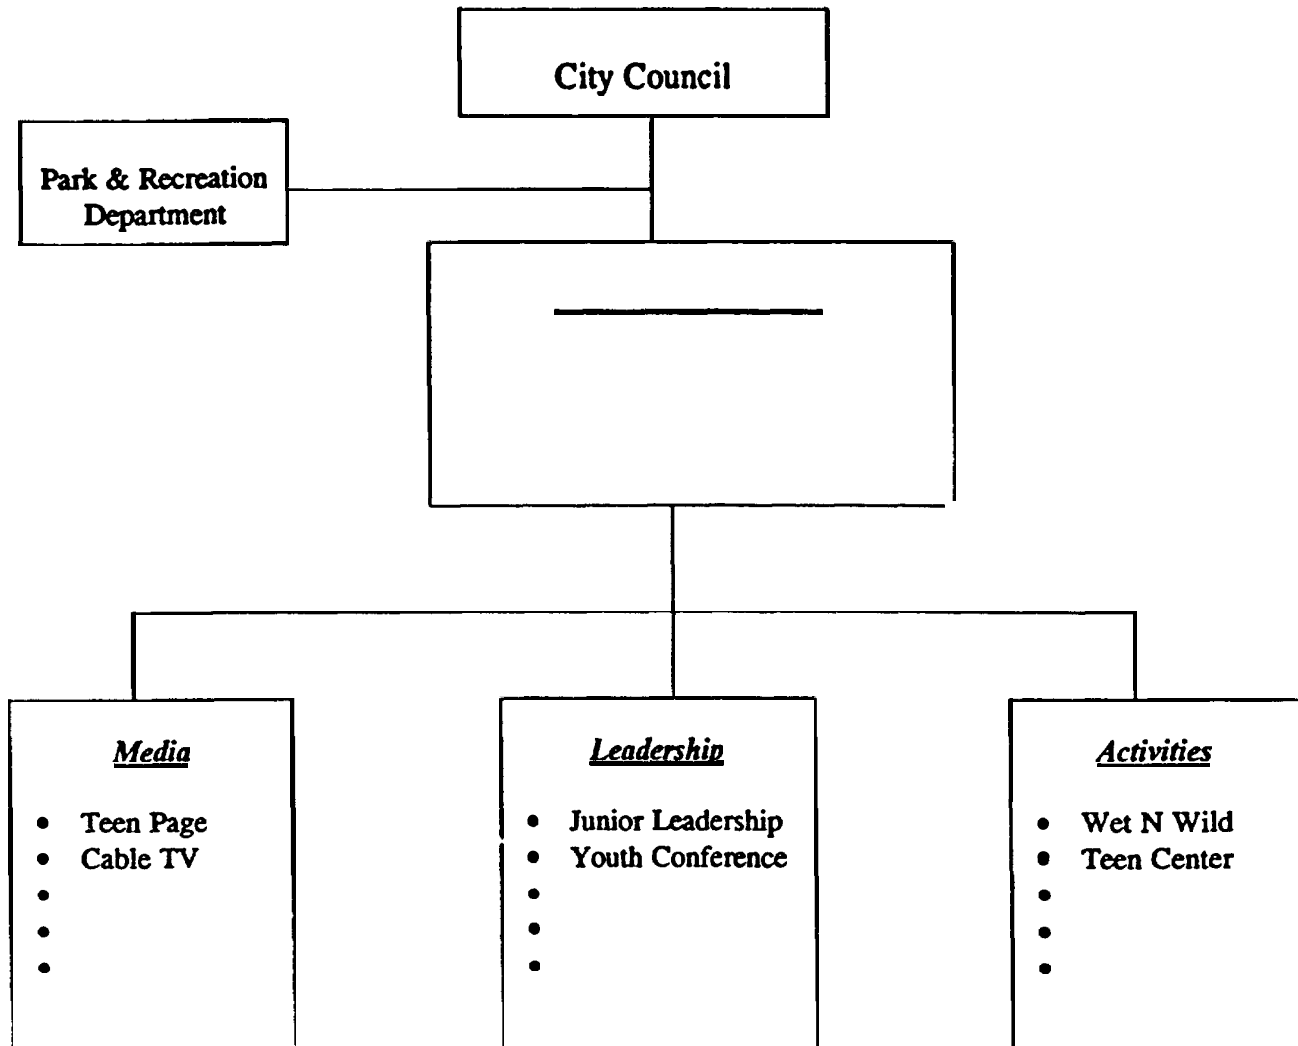 City Council
Park & Recreation
Department
Media
• Teen Page
• Cable TV
•
•
•
Leadership
• Junior Leadership
• Youth Conference
•
•
•
Activities
• Wet N Wild
• Teen Center
•
•
•